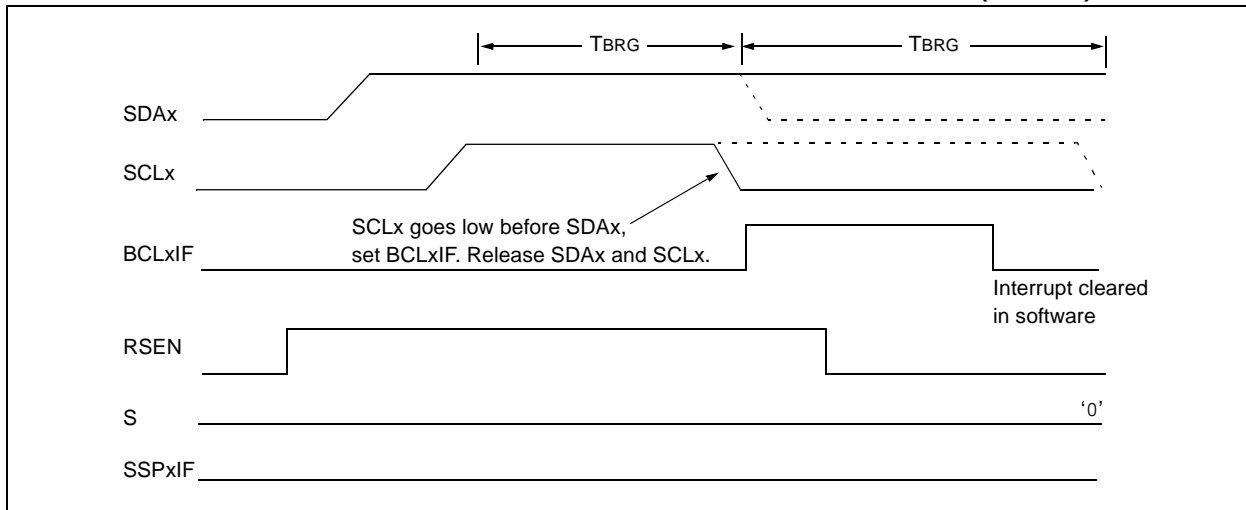 TBRG TBRG
SDAx
SCLx
SCLx goes low before SDAx,
set BCLxIF. Release SDAx and SCLx.
BCLxIF
Interrupt cleared
in software
RSEN
S
‘0’
SSPxIF